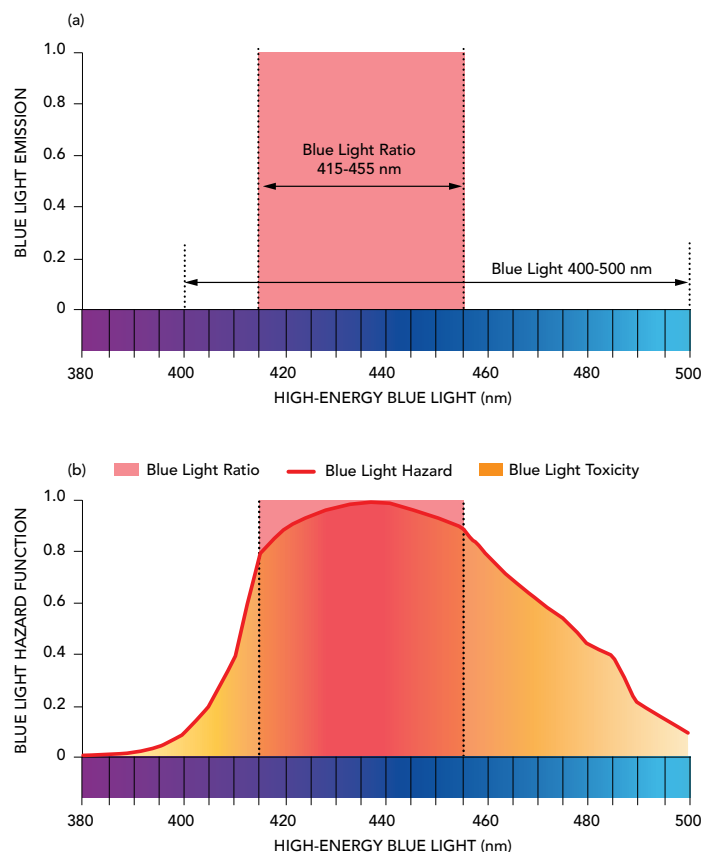 (a)
BLUE LIGHT EMISSION
1.0
0.8
0.6
0.4
0.2
0
Blue Light Ratio
415-455 nm
Blue Light 400-500 nm
380 400 420 440 460 480 500
HIGH-ENERGY BLUE LIGHT (nm)
(b) Blue Light Ratio Blue Light Hazard Blue Light Toxicity
BLUE LIGHT HAZARD FUNCTION
1.0
0.8
0.6
0.4
0.2
0
380 400 420 440 460 480 500
HIGH-ENERGY BLUE LIGHT (nm)